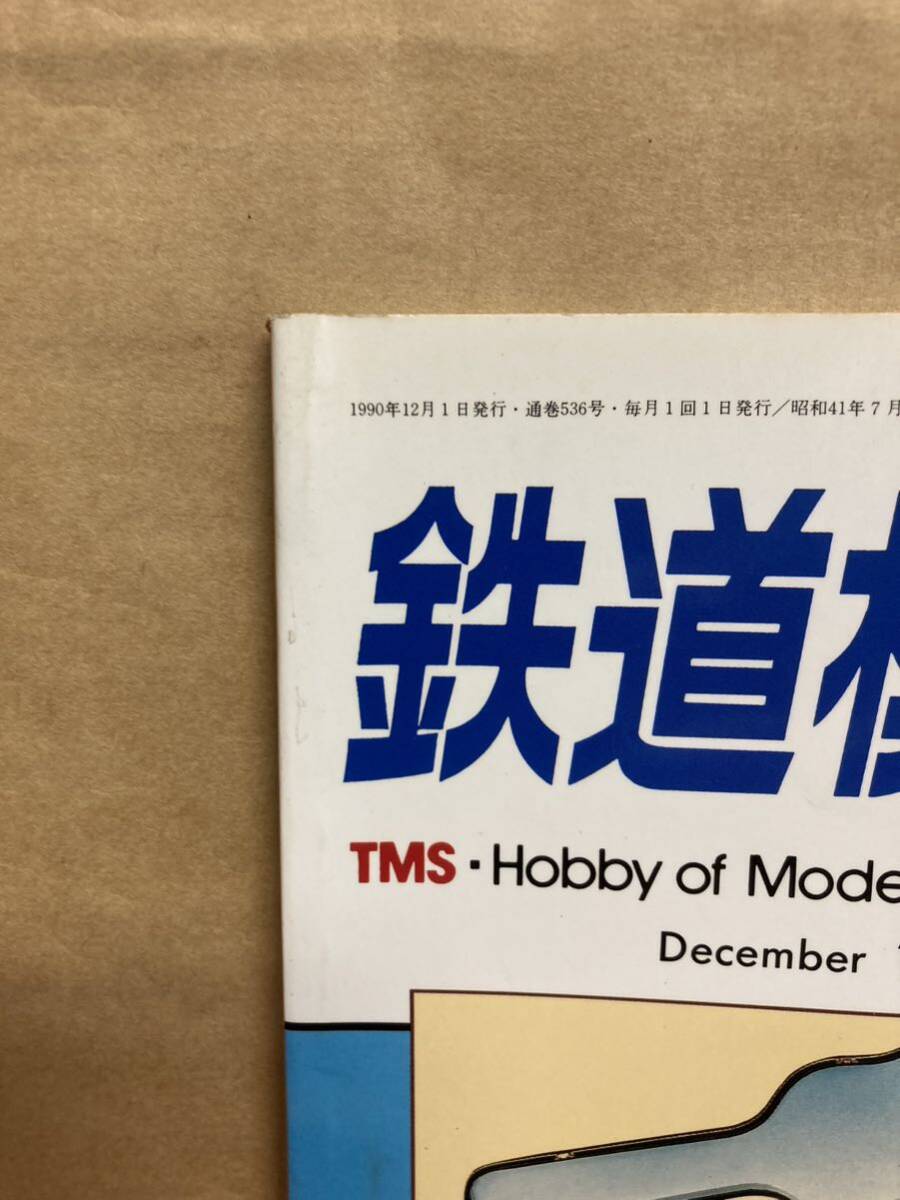 1990年12月1日発行・通巻536号・毎月1回1日発行／昭和41年7月
鉄道
TMS・Hobby of Mode
December